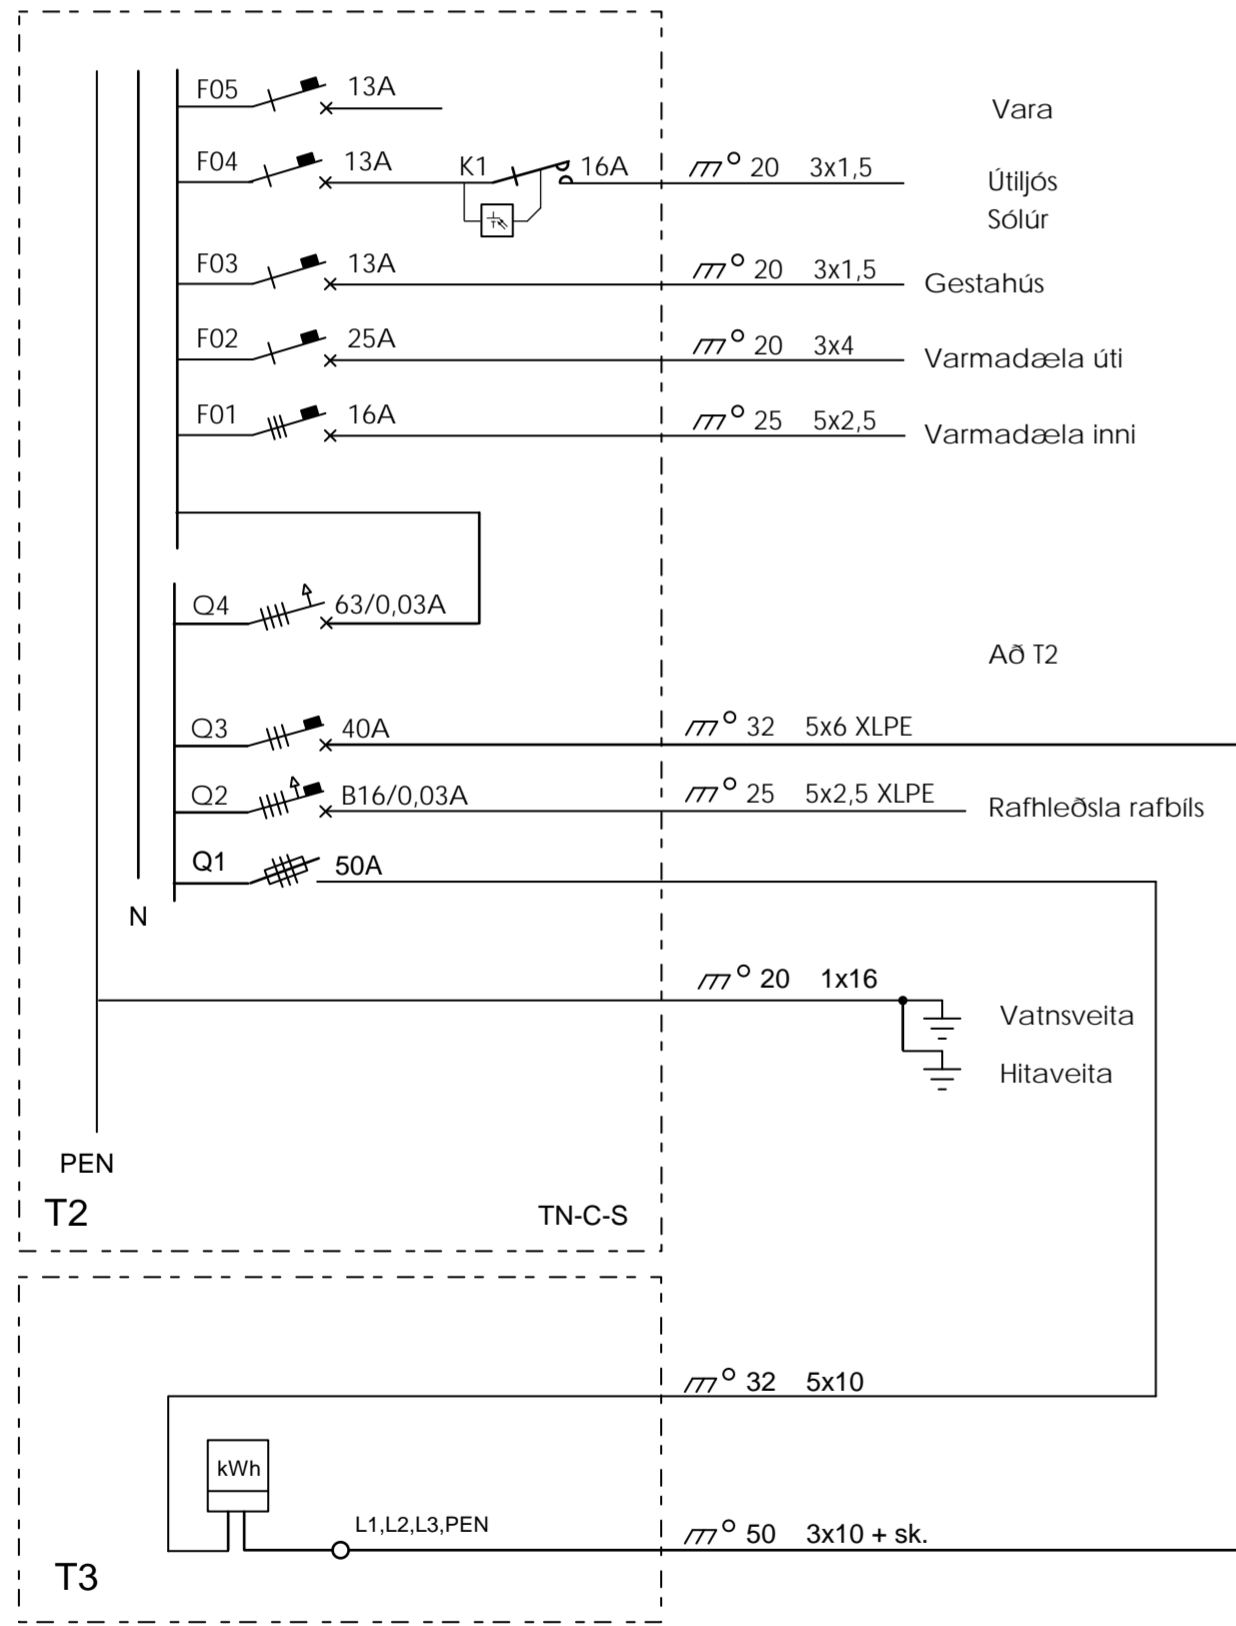 F05 13A Vara
F04 13A K1 16A 20 3x1,5 Útiljós
Sólúr
F03 13A 20 3x1,5 Gestahús
F02 25A 20 3x4 Varmadæla úti
F01 16A 25 5x2,5 Varmadæla inni
Q4 63/0,03A
Að T2
Q3 40A 32 5x6 XLPE
Q2 B16/0,03A 25 5x2,5 XLPE Rafhleðsla rafbíls
Q1 50A
N
20 1x16
Vatnsveita
Hitaveita
PEN
T2 TN-C-S
32 5x10
kWh
L1,L2,L3,PEN 50 3x10 + sk.
T3